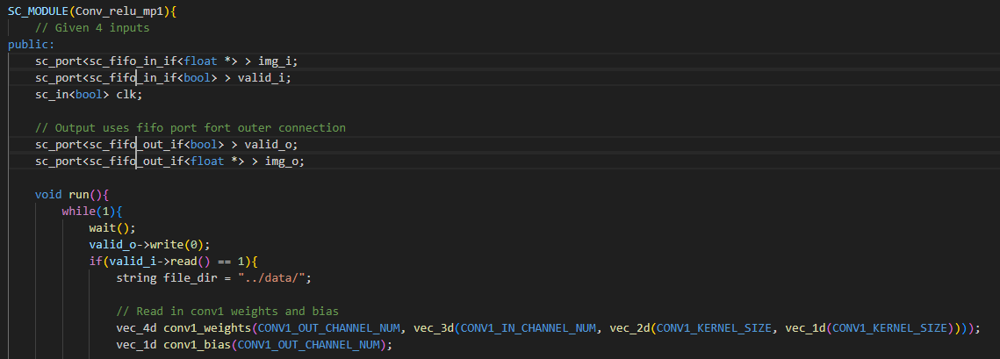 SC_MODULE(Conv_relu_mp1){
// Given 4 inputs
public:
sc_port<sc_fifo_in_if<float *> > img_i;
sc_port<sc_fifo_in_if<bool> > valid_i;
sc_in<bool> clk;
// Output uses fifo port fort outer connection
sc_port<sc_fifo_out_if<bool> > valid_o;
sc_port<sc_fifo_out_if<float *> > img_o;
void run(){
while(1){
wait();
valid_o->write(0);
if(valid_i->read() == 1){
string file_dir = "../data/";
// Read in conv1 weights and bias
vec_4d conv1_weights(CONV1_OUT_CHANNEL_NUM, vec_3d(CONV1_IN_CHANNEL_NUM, vec_2d(CONV1_KERNEL_SIZE, vec_1d(CONV1_KERNEL_SIZE))));
vec_1d conv1_bias(CONV1_OUT_CHANNEL_NUM);